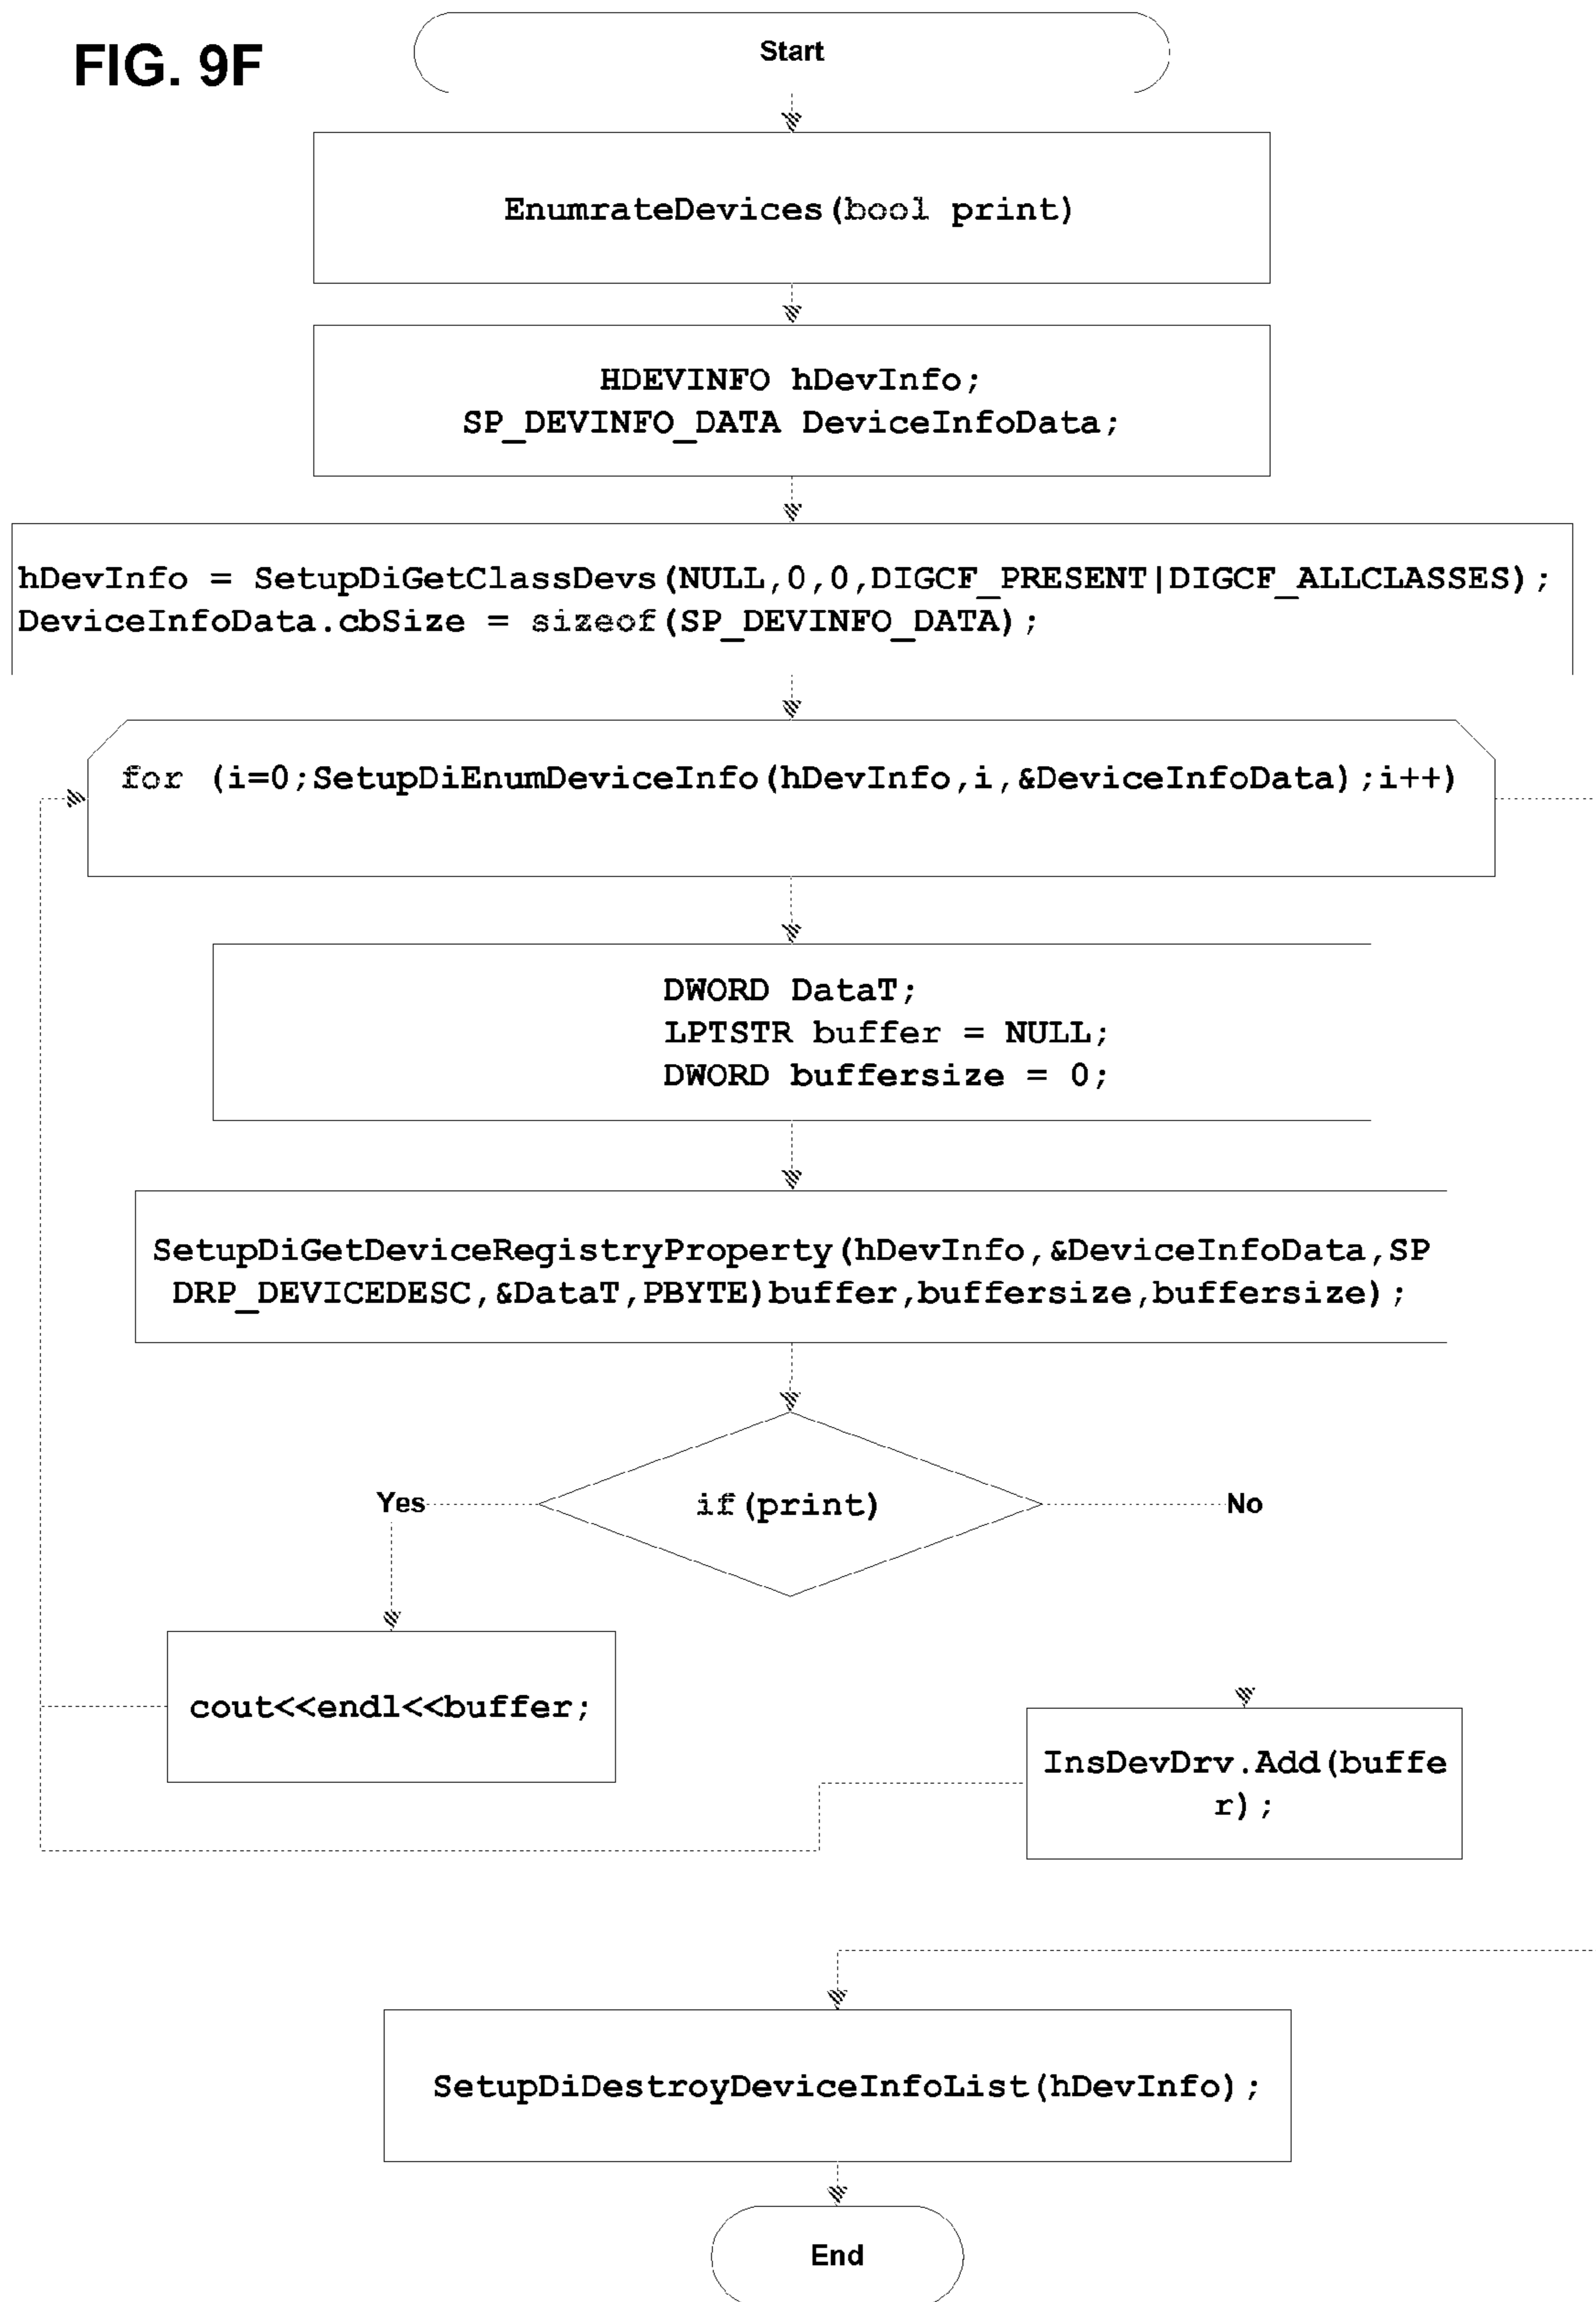 FIG. 9F
Start
EnumrateDevices(bool print)
HDEVINFO hDevInfo;
SP_DEVINFO_DATA DeviceInfoData;
hDevInfo = SetupDiGetClassDevs(NULL,0,0,DIGCF_PRESENT|DIGCF_ALLCLASSES);
DeviceInfoData.cbSize = sizeof(SP_DEVINFO_DATA);
for (i=0;SetupDiEnumDeviceInfo(hDevInfo,i,&DeviceInfoData);i++)
DWORD DataT;
LPTSTR buffer = NULL;
DWORD buffersize = 0;
SetupDiGetDeviceRegistryProperty(hDevInfo,&DeviceInfoData,SP
DRP_DEVICEDESC,&DataT,PBYTE)buffer,buffersize,buffersize);
if(print)
Yes
No
cout<<endl<<buffer;
InsDevDrv.Add(buffe
r);
SetupDiDestroyDeviceInfoList(hDevInfo);
End